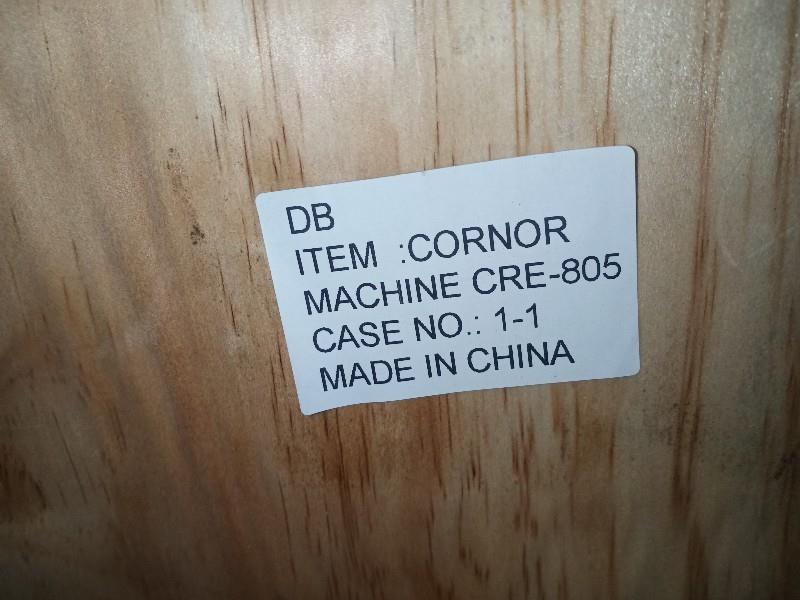 DB
ITEM :CORNOR
MACHINE CRE-805
CASE NO.: 1-1
MADE IN CHINA